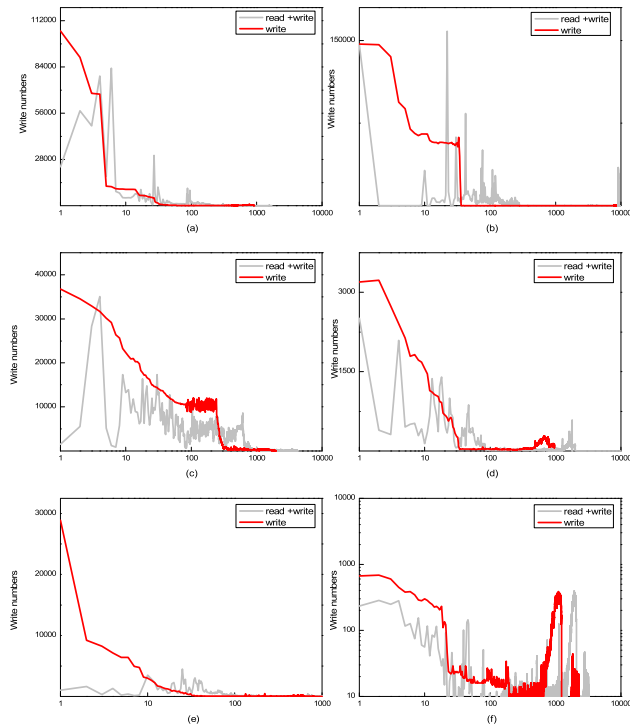 112000
84000
56000
28000
Write numbers
read +write
write
1 10 100 1000 10000
(a)
150000
Write numbers
read +write
write
1 10 100 1000 10000
(b)
40000
30000
20000
10000
Write numbers
read +write
write
1 10 100 1000 10000
(c)
3000
1500
Write numbers
read +write
write
1 10 100 1000 10000
(d)
30000
20000
10000
Write numbers
read +write
write
1 10 100 1000 10000
(e)
10000
1000
100
10
Write numbers
read +write
write
1 10 100 1000 10000
(f)